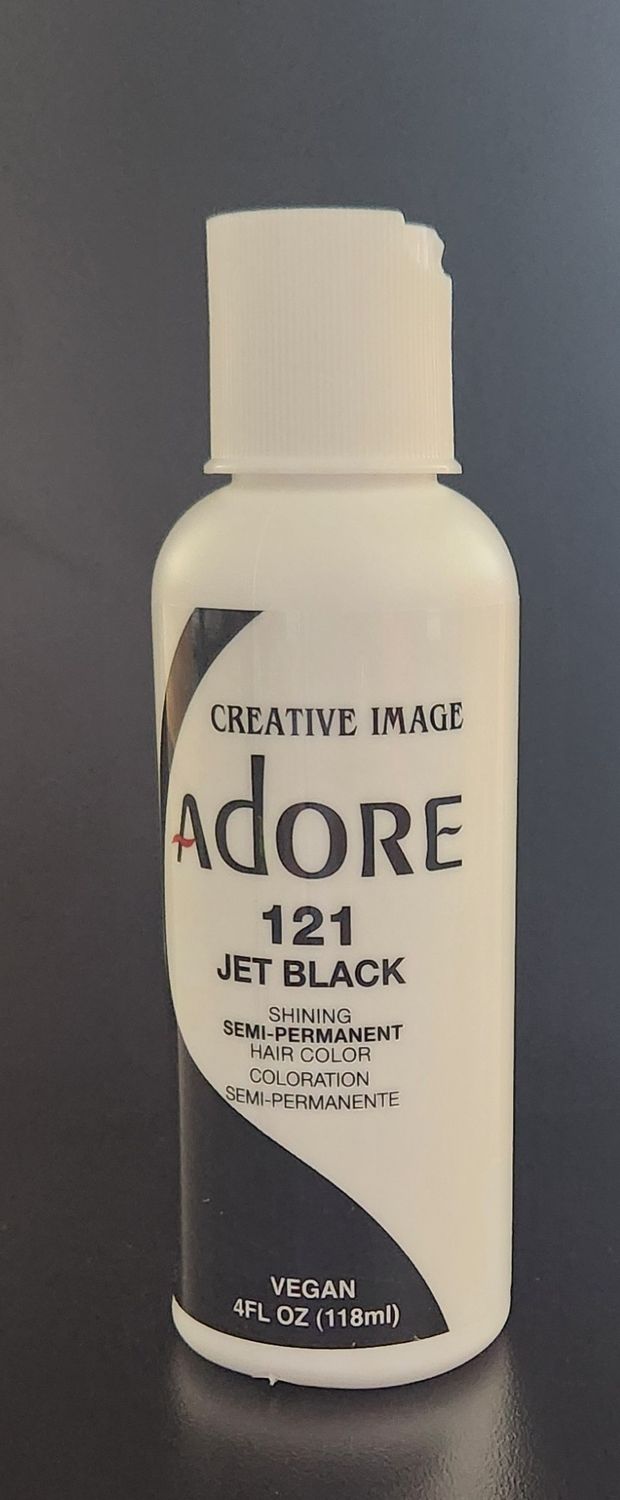 CREATIVE IMAGE
ADORE
121
JET BLACK
SHINING
SEMI-PERMANENT
HAIR COLOR
COLORATION
SEMI-PERMANENTE
VEGAN
4FL OZ (118ml)